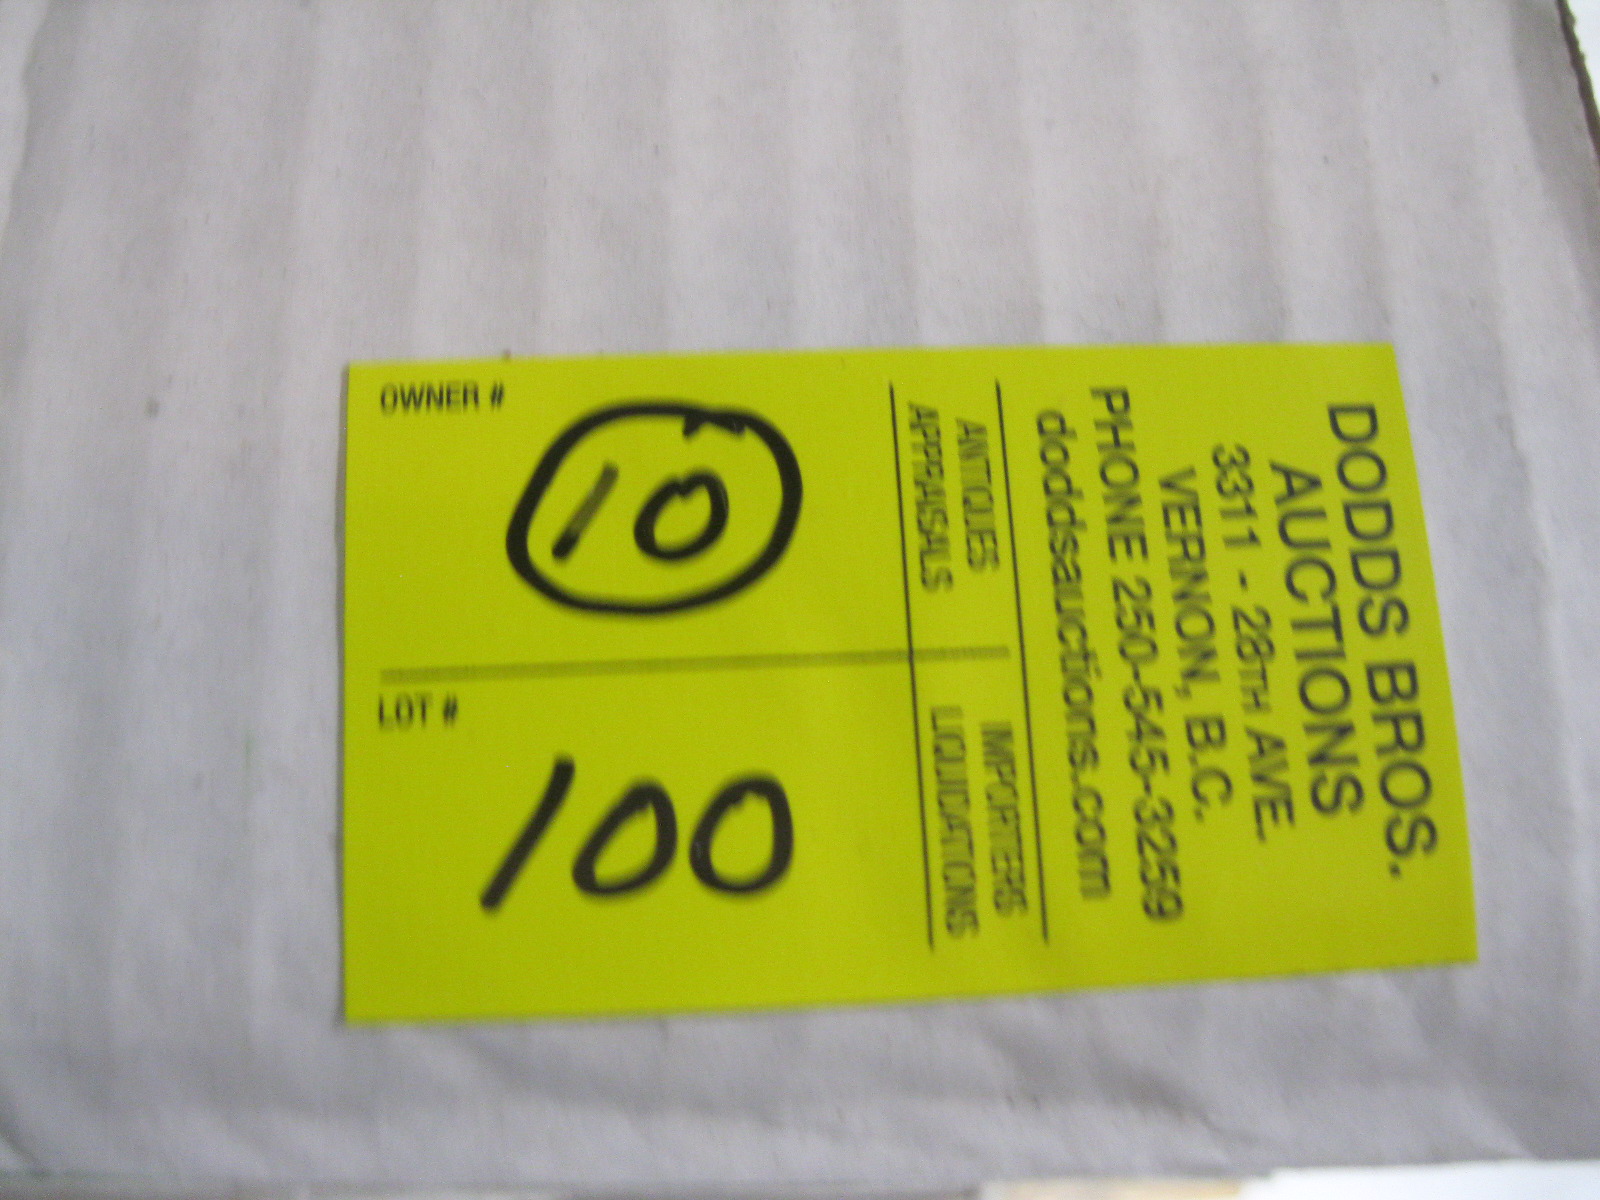 DODDS BROS.
AUCTIONS
3311 - 28TH AVE.
VERNON, B.C.
PHONE 250-545-3259
doddsauctions.com
ANTIQUES IMPORTERS
APPRAISALS LIQUIDATIONS
OWNER #
10
LOT #
100